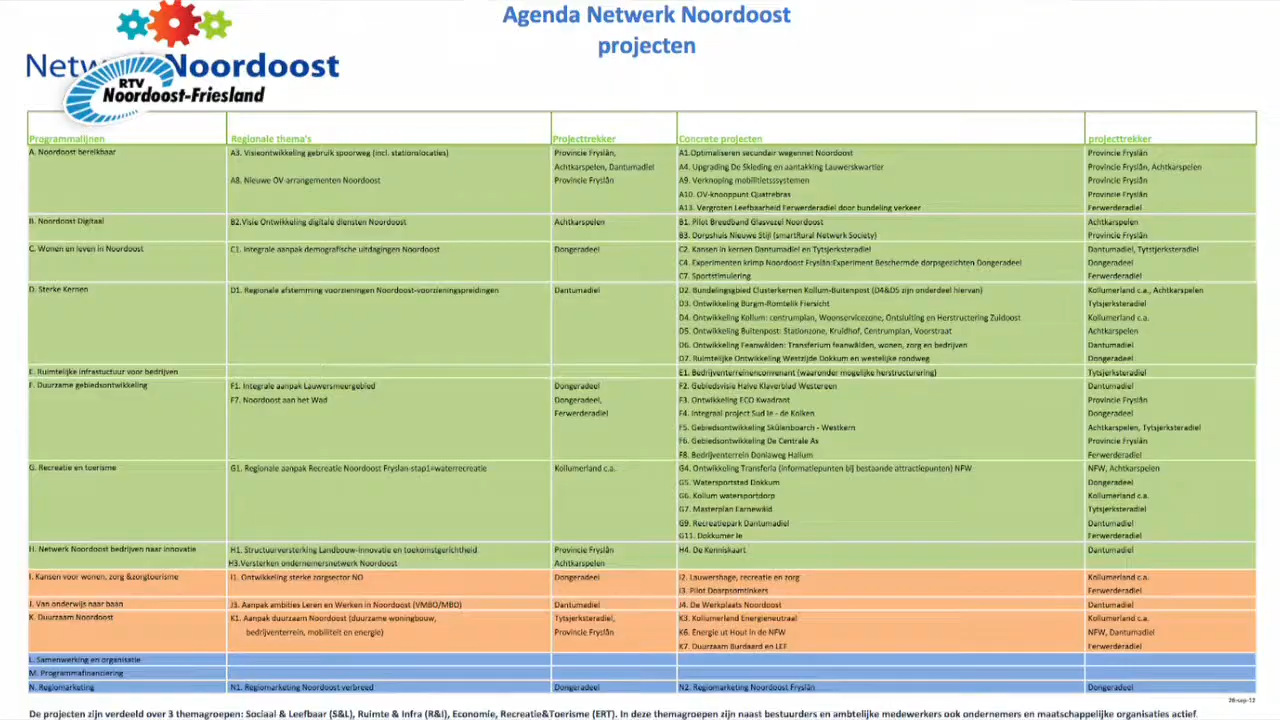 Agenda Netwerk Noordoost
projecten
Netwerk Noordoost
RTV
Noordoost-Friesland
Programmalijnen Regionale thema's Projecttrekker Concrete projecten projecttrekker
A. Noordoost bereikbaar A3. Visieontwikkeling gebruik spoorweg (incl. stationslocaties) Provincie Fryslân, A1.Optimaliseren secundair wegennet Noordoost Provincie Fryslân
Achtkarspelen, Dantumadiel A4. Upgrading De Skieding en aantakking Lauwerskwartier Provincie Fryslân, Achtkarspelen
A8. Nieuwe OV-arrangementen Noordoost Provincie Fryslân A9. Verknoping mobilitetsssystemen Provincie Fryslân
A10. OV-knooppunt Quatrebras Provincie Fryslân
A13. Vergroten Leefbaarheid Ferwerderadiel door bundeling verkeer Ferwerderadiel
B. Noordoost Digitaal B2.Visie Ontwikkeling digitale diensten Noordoost Achtkarspelen B1. Pilot Breedband Glasvezel Noordoost Achtkarspelen
B3. Dorpshuis Nieuwe Stijl (smartRural Network Society) Provincie Fryslân
C. Wonen en leven in Noordoost C1. Integrale aanpak demografische uitdagingen Noordoost Dongeradeel C2. Kansen in kernen Dantumadiel en Tytsjerksteradiel Dantumadiel, Tytstjerksteradiel
C4. Experimenten krimp Noordoost Fryslân:Experiment Beschermde dorpsgezichten Dongeradeel Dongeradeel
C7. Sportstimulering Ferwerderadiel
D. Sterke Kernen D1. Regionale afstemming voorzieningen Noordoost-voorzieningspreidingen Dantumadiel D2. Bundelingsgbied Clusterkernen Kollum-Buitenpost (D4&D5 zijn onderdeel hiervan) Kollumerland c.a., Achtkarspelen
D3. Ontwikkeling Burgm-Romtelik Fiersicht Tytsjerksteradiel
D4. Ontwikkeling Kollum: centrumplan, Woonservicezone, Ontsluiting en Herstructering Zuidoost Kollumerland c.a.
D5. Ontwikkeling Buitenpost: Stationzone, Kruidhof, Centrumplan, Voorstraat Achtkarspelen
D6. Ontwikkeling Feanwâlden: Transferium feanwâlden, wonen, zorg en bedrijven Dantumadiel
D7. Ruimtelijke Ontwikkeling Westzijde Dokkum en westelijke rondweg Dongeradeel
E. Ruimtelijke infrastuctuur voor bedrijven E1. Bedrijventerreinenconvenant (waaronder mogelijke herstructurering) Tytsjerksteradiel
F. Duurzame gebiedsontwikkeling F1. Integrale aanpak Lauwersmeergebied Dongeradeel F2. Gebiedsvisie Halve Klaverblad Westereen Dantumadiel
F7. Noordoost aan het Wad Dongeradeel, F3. Ontwikkeling ECO Kwadrant Provincie Fryslân
Ferwerderadiel F4. Integraal project Sud Ie - de Kolken Dongeradeel
F5. Gebiedsontwikkeling Skûlenboarch - Westkern Achtkarspelen, Tytsjerksteradiel
F6. Gebiedsontwikkeling De Centrale As Provincie Fryslân
F8. Bedrijventerrein Doniaweg Hallum Ferwerderadiel
G. Recreatie en toerisme G1. Regionale aanpak Recreatie Noordoost Fryslan-stap1=waterrecreatie Kollumerland c.a. G4. Ontwikkeling Transferia (informatiepunten bij bestaande attractiepunten) NFW NFW, Achtkarspelen
G5. Watersportstad Dokkum Dongeradeel
G6. Kollum watersportdorp Kollumerland c.a.
G7. Masterplan Earnewâld Tytsjerksteradiel
G9. Recreatiepark Dantumadiel Dantumadiel
G11. Dokkumer Ie Ferwerderadiel
H. Netwerk Noordoost bedrijven naar innovatie H1. Structuurversterking Landbouw-innovatie en toekomstgerichtheid Provincie Fryslân H4. De Kenniskaart Dantumadiel
H3.Versterken ondernemersnetwerk Noordoost Achtkarspelen
I. Kansen voor wonen, zorg &zorgtoerisme I1. Ontwikkeling sterke zorgsector NO Dongeradeel I2. Lauwershage, recreatie en zorg Kollumerland c.a.
I3. Pilot Doarpsomtinkers Ferwerderadiel
J. Van onderwijs naar baan J3. Aanpak ambities Leren en Werken in Noordoost (VMBO/MBO) Dantumadiel J4. De Werkplaats Noordoost Dantumadiel
K. Duurzaam Noordoost K1. Aanpak duurzaam Noordoost (duurzame woningbouw, Tytsjerksteradiel, K3. Kollumerland Energieneutraal Kollumerland c.a.
bedrijventerrein, mobiliteit en energie) Provincie Fryslân K6. Energie ut Hout in de NFW NFW, Dantumadiel
K7. Duurzaam Burdaard en LEF Ferwerderadiel
L. Samenwerking en organisatie
M. Programmafinanciering
N. Regiomarketing N1. Regiomarketing Noordoost verbreed Dongeradeel N2. Regiomarketing Noordoost Fryslân Dongeradeel
De projecten zijn verdeeld over 3 themagroepen: Sociaal & Leefbaar (S&L), Ruimte & Infra (R&I), Economie, Recreatie&Toerisme (ERT). In deze themagroepen zijn naast bestuurders en ambtelijke medewerkers ook ondernemers en maatschappelijke organisaties actief.